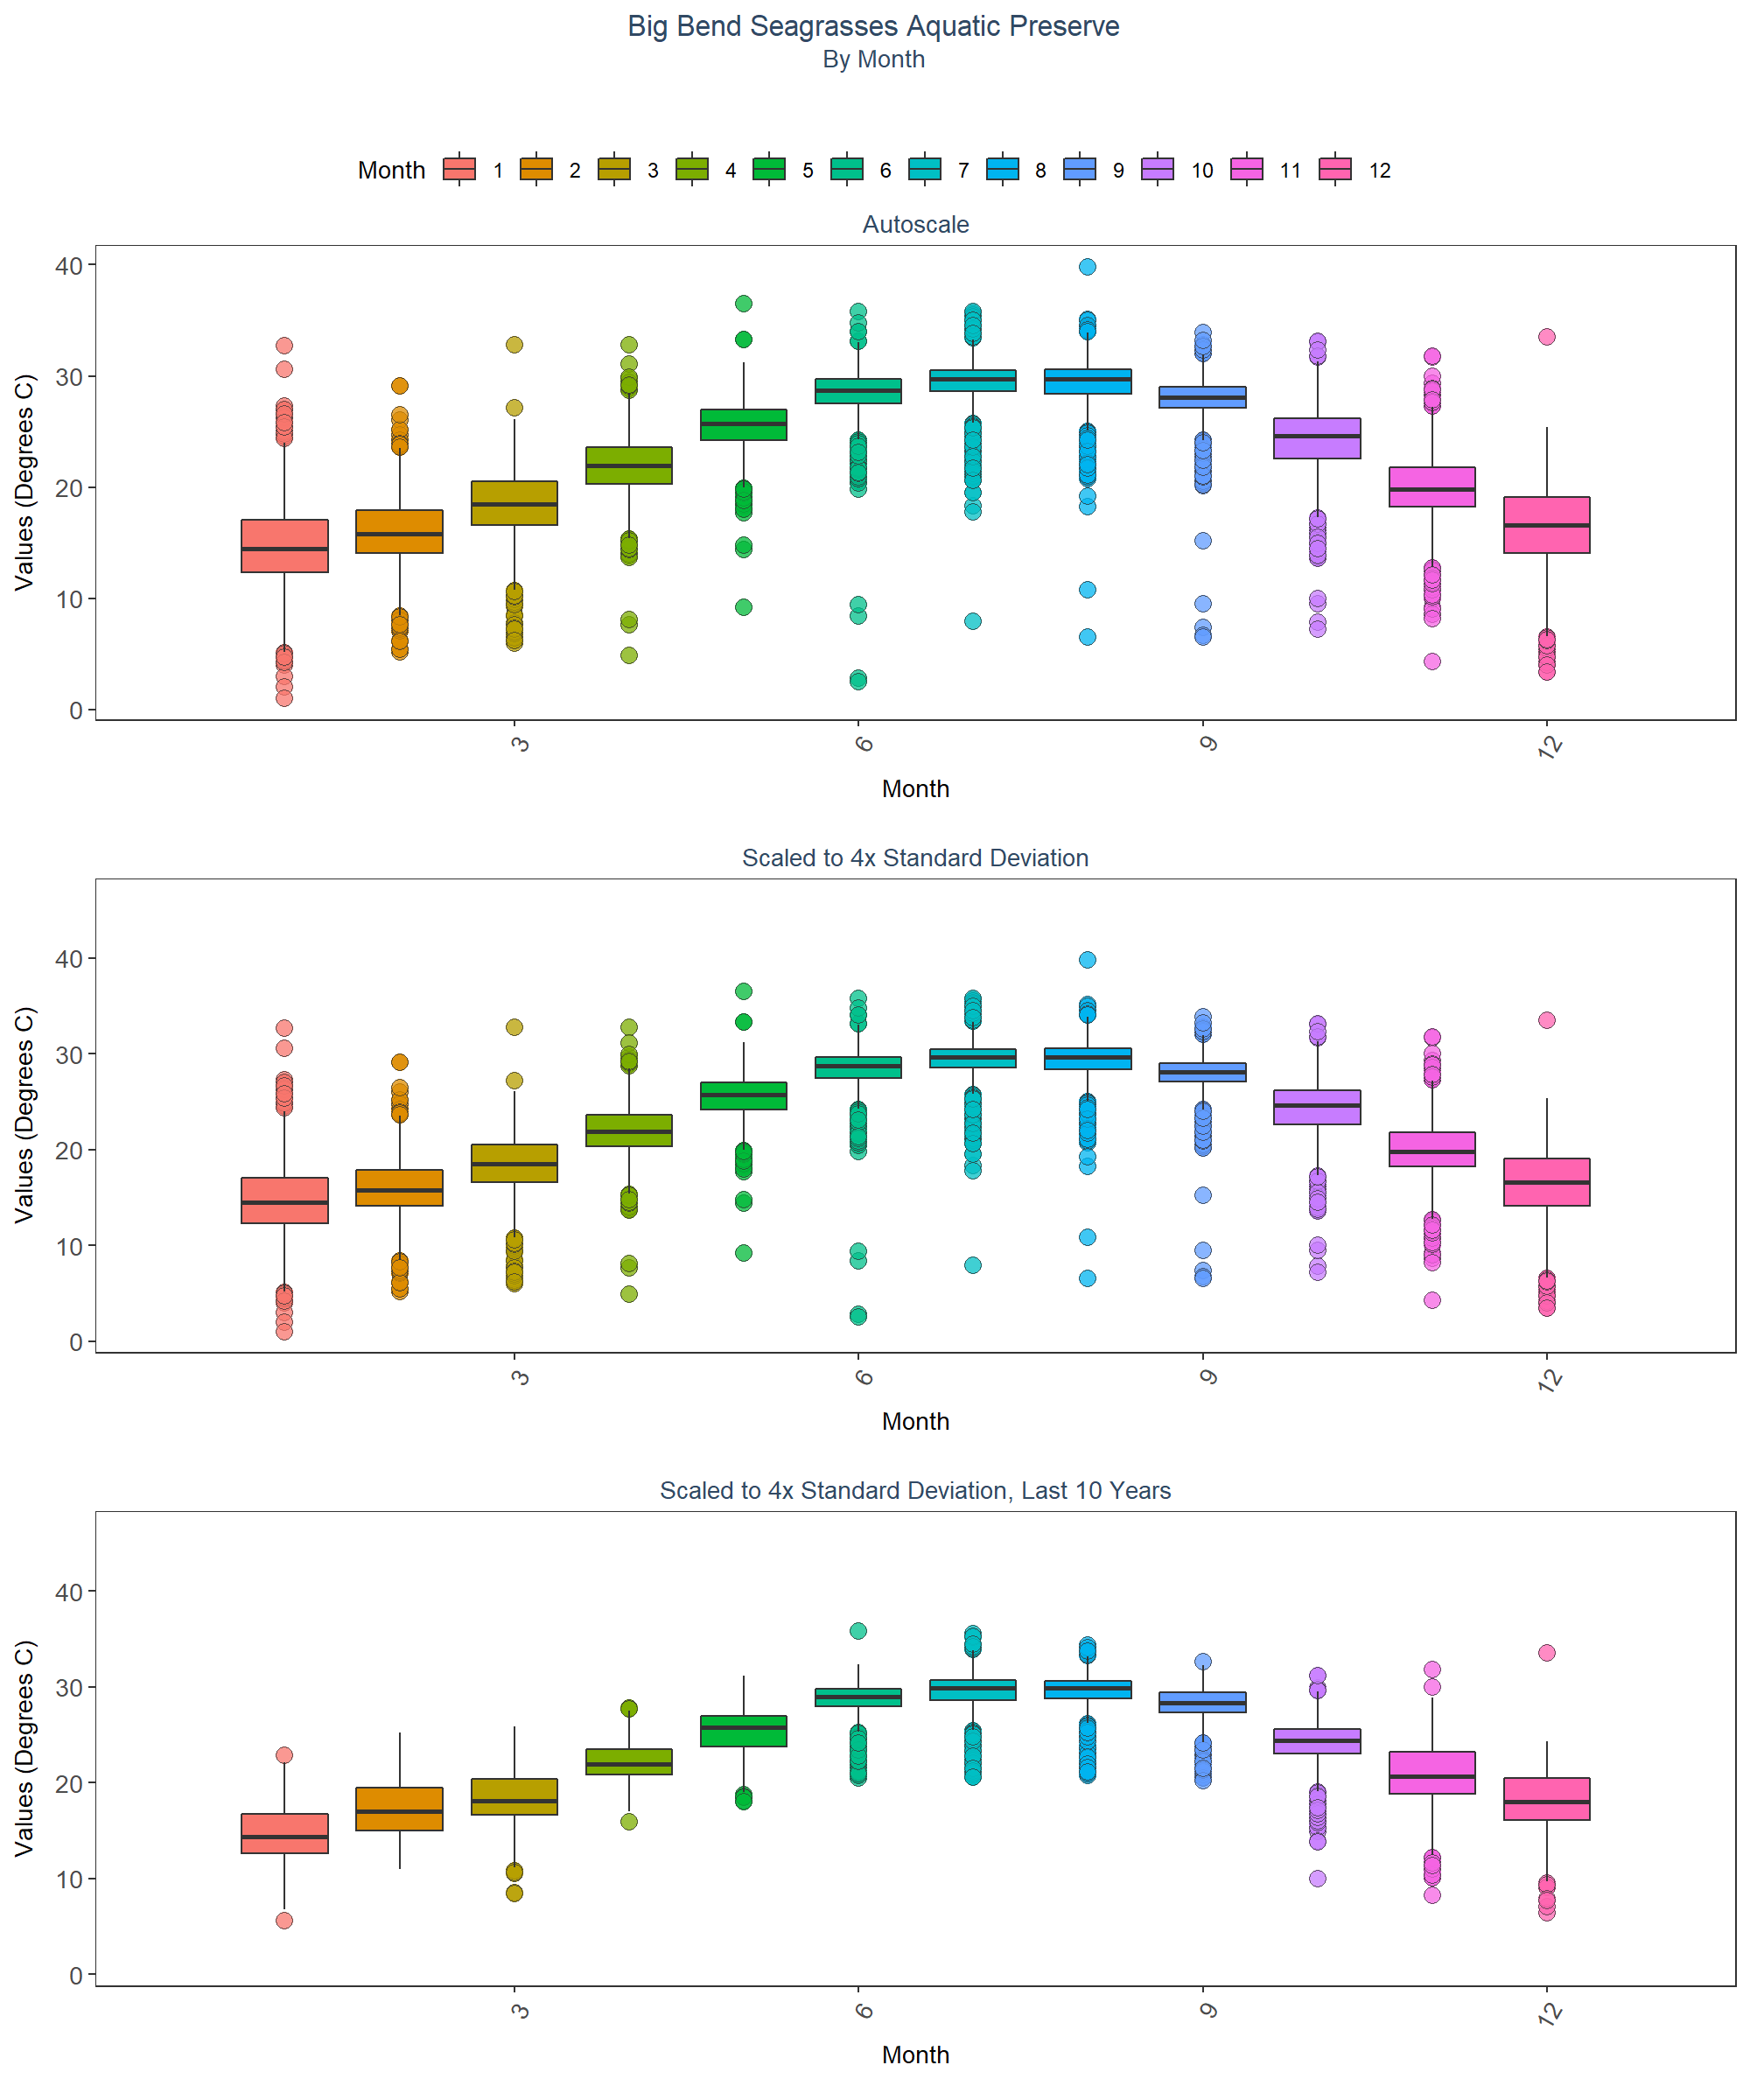 Big Bend Seagrasses Aquatic Preserve
By Month
Month 1 2 3 4 5 6 7 8 9 10 11 12
Autoscale
Values (Degrees C)
40
30
20
10
0
3 6 9 12
Month
Scaled to 4x Standard Deviation
Values (Degrees C)
40
30
20
10
0
3 6 9 12
Month
Scaled to 4x Standard Deviation, Last 10 Years
Values (Degrees C)
40
30
20
10
0
3 6 9 12
Month